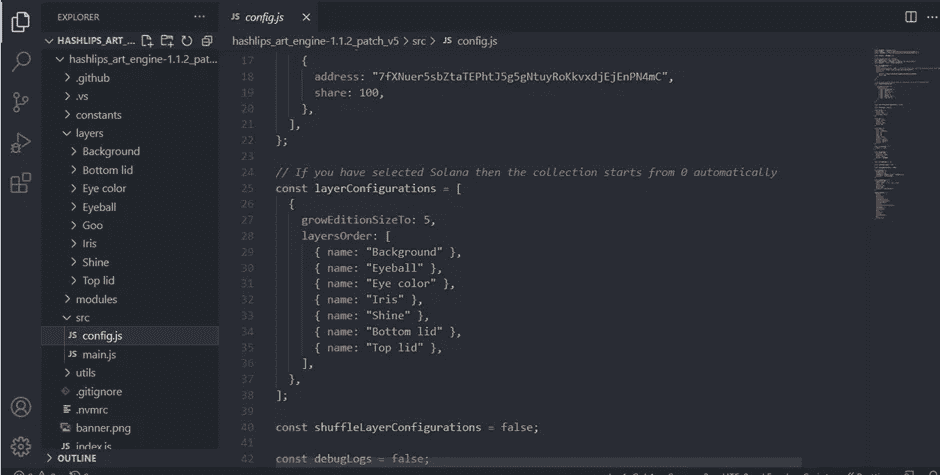 EXPLORER
JS config.js
HASHLIPS_ART_...
hashlips_art_engine-1.1.2_patch_v5 > src > JS config.js
hashlips_art_engine-1.1.2_pat...
.github
.vs
constants
layers
Background
Bottom lid
Eye color
Eyeball
Goo
Iris
Shine
Top lid
modules
src
JS config.js
JS main.js
utils
.gitignore
.nvmrc
banner.png
JS index.js
OUTLINE
17 {
18 address: "7fXNuer5sbZtaTEPhtJ5g5gNtuyRoKkvxdjEjEnPN4mC",
19 share: 100,
20 },
21 ],
22 };
23
24 // If you have selected Solana then the collection starts from 0 automatically
25 const layerConfigurations = [
26 {
27 growEditionSizeTo: 5,
28 layersOrder: [
29 { name: "Background" },
30 { name: "Eyeball" },
31 { name: "Eye color" },
32 { name: "Iris" },
33 { name: "Shine" },
34 { name: "Bottom lid" },
35 { name: "Top lid" },
36 ],
37 },
38 ];
39
40 const shuffleLayerConfigurations = false;
41
42 const debugLogs = false;